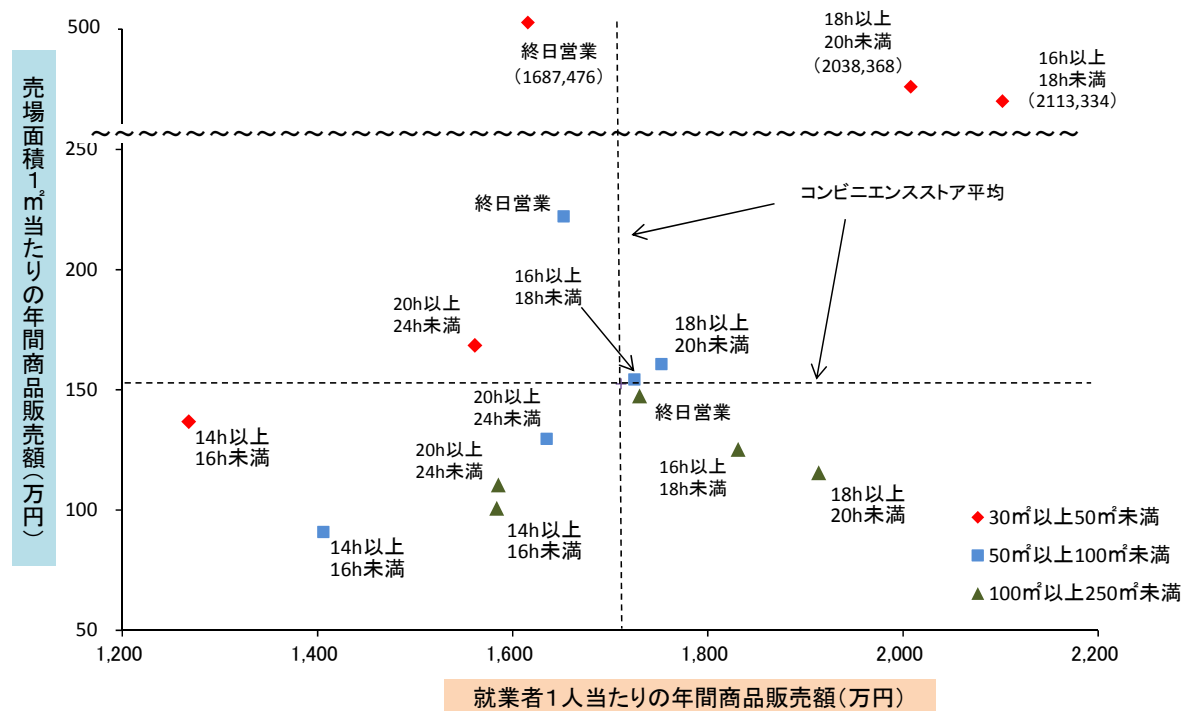 売場面積1㎡当たりの年間商品販売額(万円)
500
250
200
150
100
50
終日営業
(1687,476)
18h以上
20h未満
(2038,368)
16h以上
18h未満
(2113,334)
コンビニエンスストア平均
終日営業
16h以上
18h未満
20h以上
24h未満
18h以上
20h未満
14h以上
16h未満
20h以上
24h未満
終日営業
20h以上
24h未満
16h以上
18h未満
18h以上
20h未満
14h以上
16h未満
14h以上
16h未満
30㎡以上50㎡未満
50㎡以上100㎡未満
100㎡以上250㎡未満
1,200
1,400
1,600
1,800
2,000
2,200
就業者1人当たりの年間商品販売額(万円)